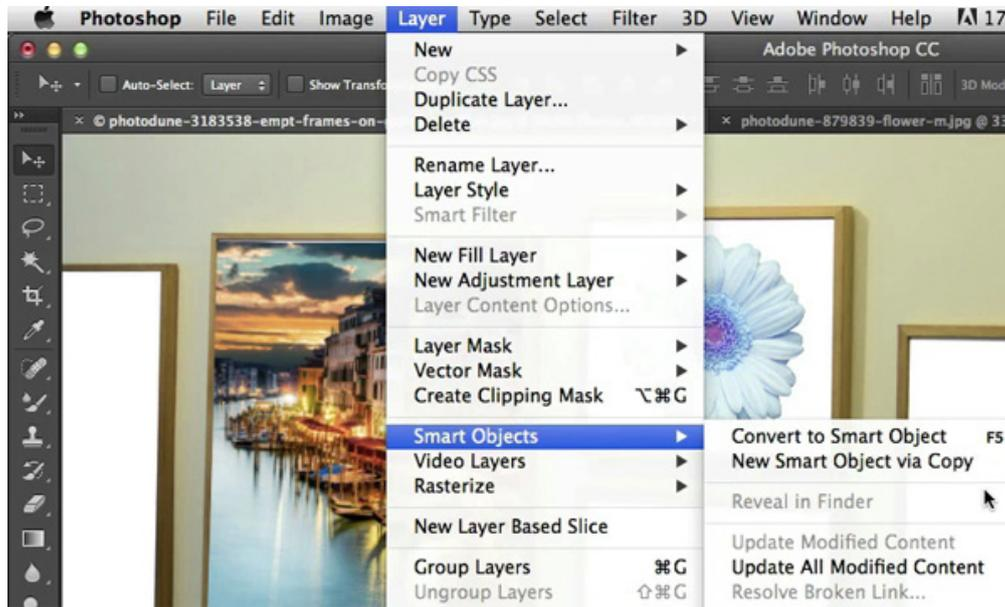 Photoshop File Edit Image Layer Type Select Filter 3D View Window Help 17
Adobe Photoshop CC
Auto-Select: Layer Show
3D
× © photodune-3183538-empt-frames-on- × photodune-879839-flower-m.jpg @
New
Copy CSS
Duplicate Layer...
Delete
Rename Layer...
Layer Style
Smart Filter
New Fill Layer
New Adjustment Layer
Layer Content Options...
Layer Mask
Vector Mask
Create Clipping Mask ⌥⌘G
Smart Objects
Video Layers
Rasterize
New Layer Based Slice
Group Layers ⌘G
Ungroup Layers ⇧⌘G
Convert to Smart Object F5
New Smart Object via Copy
Reveal in Finder
Update Modified Content
Update All Modified Content
Resolve Broken Link...